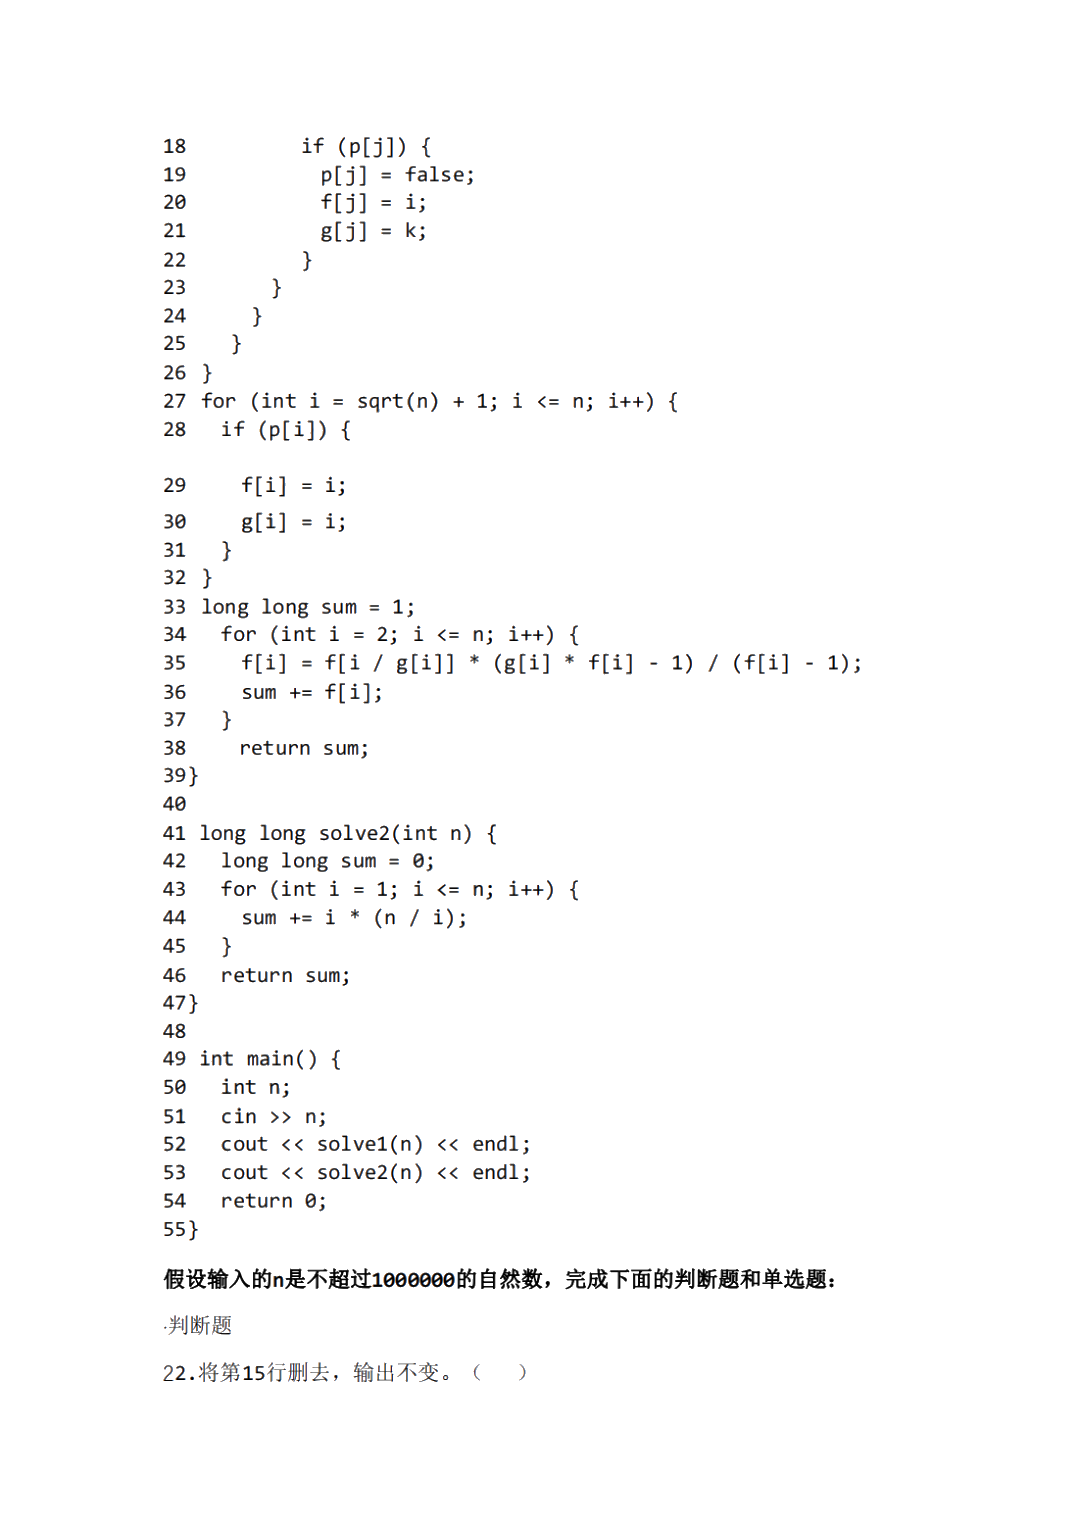 18 if (p[j]) {
19 p[j] = false;
20 f[j] = i;
21 g[j] = k;
22 }
23 }
24 }
25 }
26 }
27 for (int i = sqrt(n) + 1; i <= n; i++) {
28 if (p[i]) {
29 f[i] = i;
30 g[i] = i;
31 }
32 }
33 long long sum = 1;
34 for (int i = 2; i <= n; i++) {
35 f[i] = f[i / g[i]] * (g[i] * f[i] - 1) / (f[i] - 1);
36 sum += f[i];
37 }
38 return sum;
39}
40
41 long long solve2(int n) {
42 long long sum = 0;
43 for (int i = 1; i <= n; i++) {
44 sum += i * (n / i);
45 }
46 return sum;
47}
48
49 int main() {
50 int n;
51 cin >> n;
52 cout << solve1(n) << endl;
53 cout << solve2(n) << endl;
54 return 0;
55}
假设输入的n是不超过1000000的自然数，完成下面的判断题和单选题：
·判断题
22.将第15行删去，输出不变。（ ）